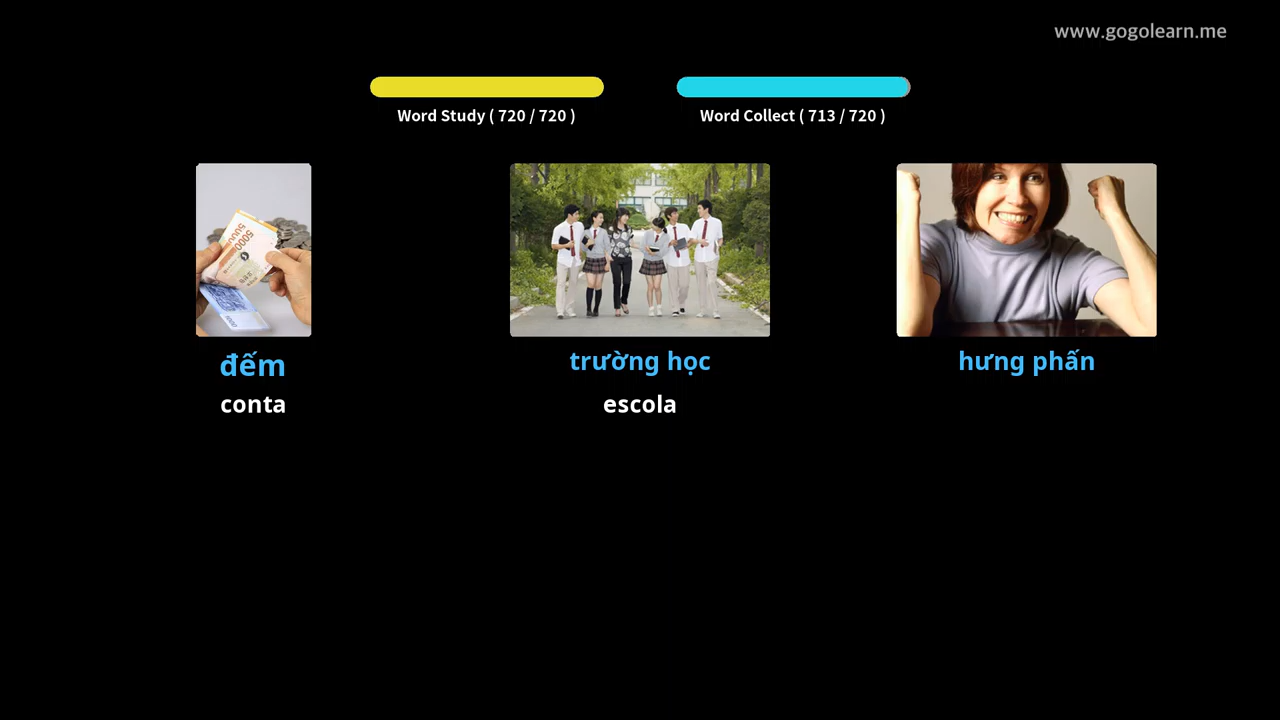 www.gogolearn.me
Word Study ( 720 / 720 )
Word Collect ( 713 / 720 )
đếm
trường học
hưng phấn
conta
escola